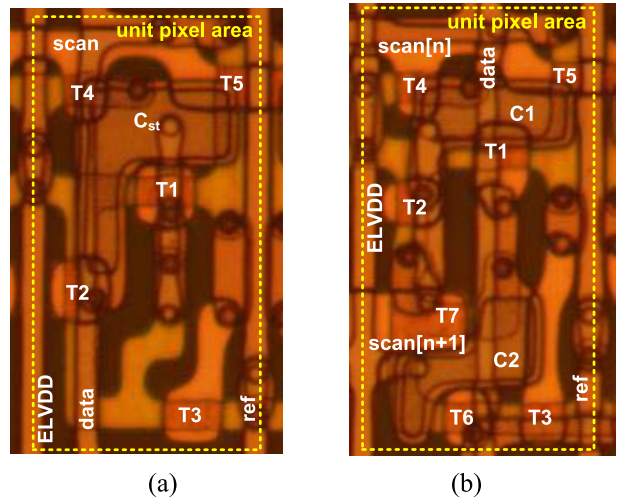 unit pixel area
scan
T4
T5
Cst
T1
T2
T3
ELVDD
data
ref
(a)
unit pixel area
scan[n]
data
T4
T5
C1
T1
T2
ELVDD
T7
scan[n+1]
C2
ref
T6
T3
(b)